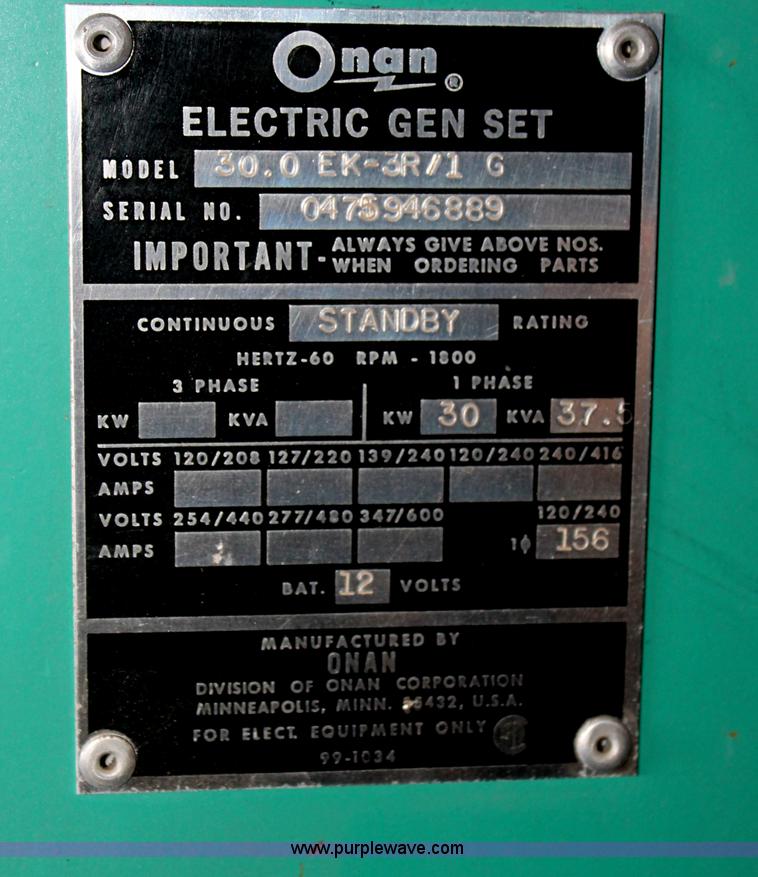 Onan ®
ELECTRIC GEN SET
MODEL 30.0 EK-3R/1 G
SERIAL NO. 0475946889
IMPORTANT- ALWAYS GIVE ABOVE NOS.
WHEN ORDERING PARTS
CONTINUOUS STANDBY RATING
HERTZ-60 RPM - 1800
3 PHASE 1 PHASE
KW KVA KW 30 KVA 37.5
VOLTS 120/208 127/220 139/240 120/240 240/416
AMPS
VOLTS 254/440 277/480 347/600 120/240
AMPS 1ϕ 156
BAT. 12 VOLTS
MANUFACTURED BY
ONAN
DIVISION OF ONAN CORPORATION
MINNEAPOLIS, MINN. 55432, U.S.A.
FOR ELECT. EQUIPMENT ONLY
99-1034
www.purplewave.com